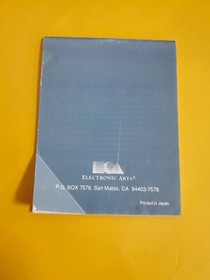 ELECTRONIC ARTS®
P.O. BOX 7578, San Mateo, CA 94403-7578
Printed in Japan